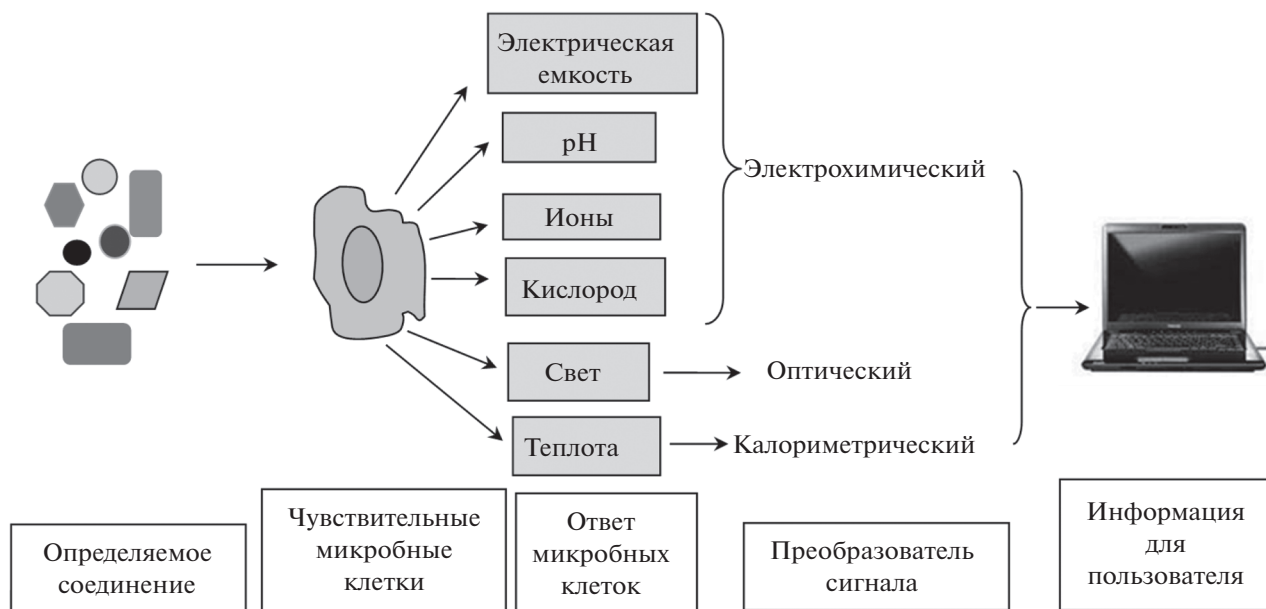 Электрическая
емкость
pH
Ионы
Кислород
Свет
Теплота
Электрохимический
Оптический
Калориметрический
Определяемое
соединение
Чувствительные
микробные
клетки
Ответ
микробных
клеток
Преобразователь
сигнала
Информация
для
пользователя